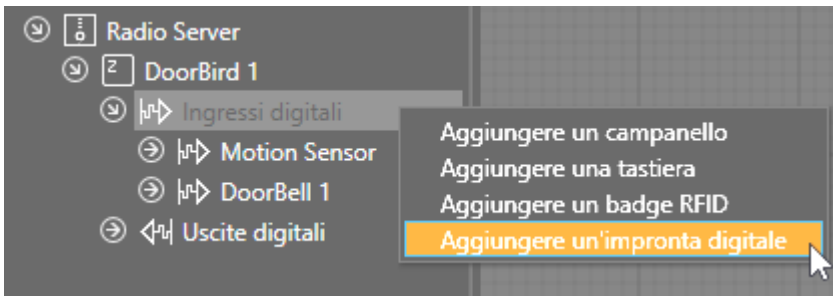 Radio Server
DoorBird 1
Ingressi digitali
Motion Sensor
DoorBell 1
Uscite digitali
Aggiungere un campanello
Aggiungere una tastiera
Aggiungere un badge RFID
Aggiungere un'impronta digitale